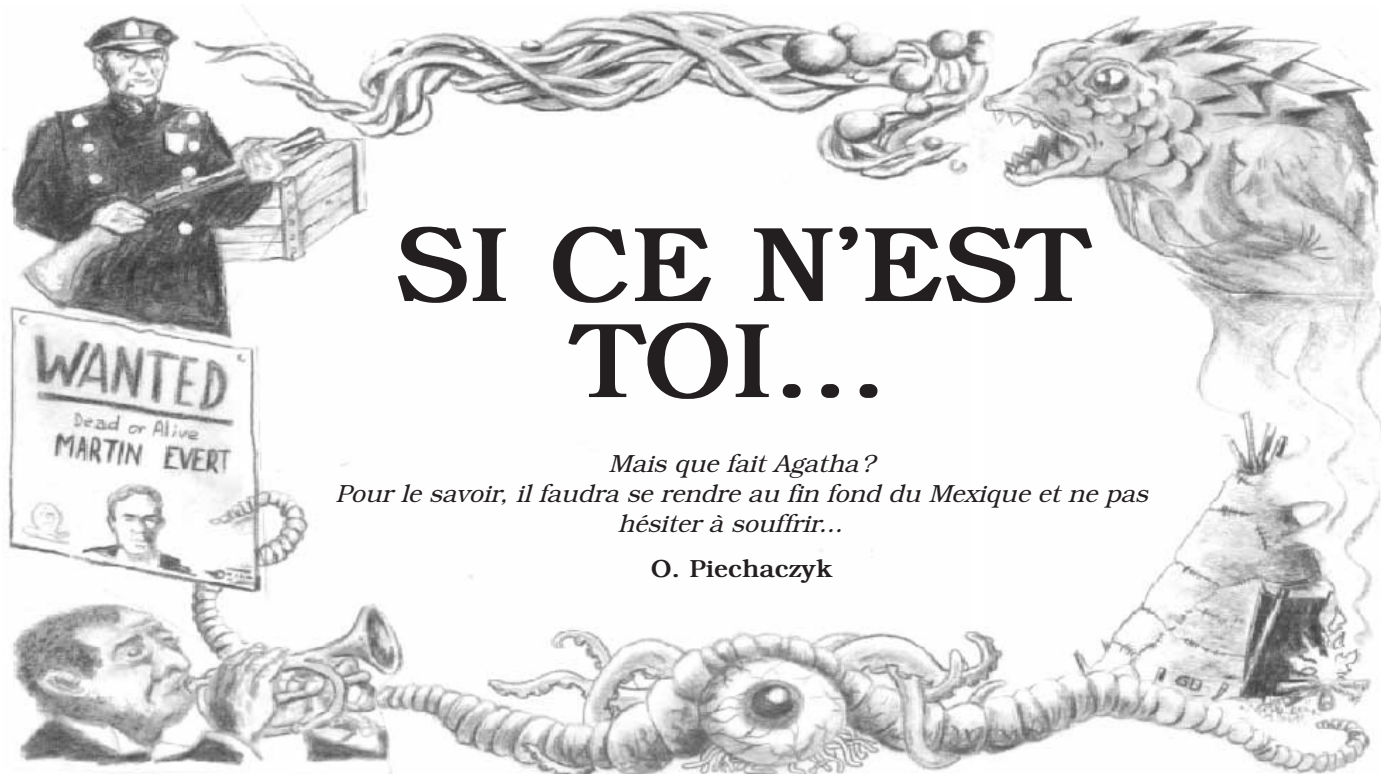 SI CE N'EST
TOI...
WANTED
Dead or Alive
MARTIN EVERT
Mais que fait Agatha ?
Pour le savoir, il faudra se rendre au fin fond du Mexique et ne pas
hésiter à souffrir...
O. Piechaczyk